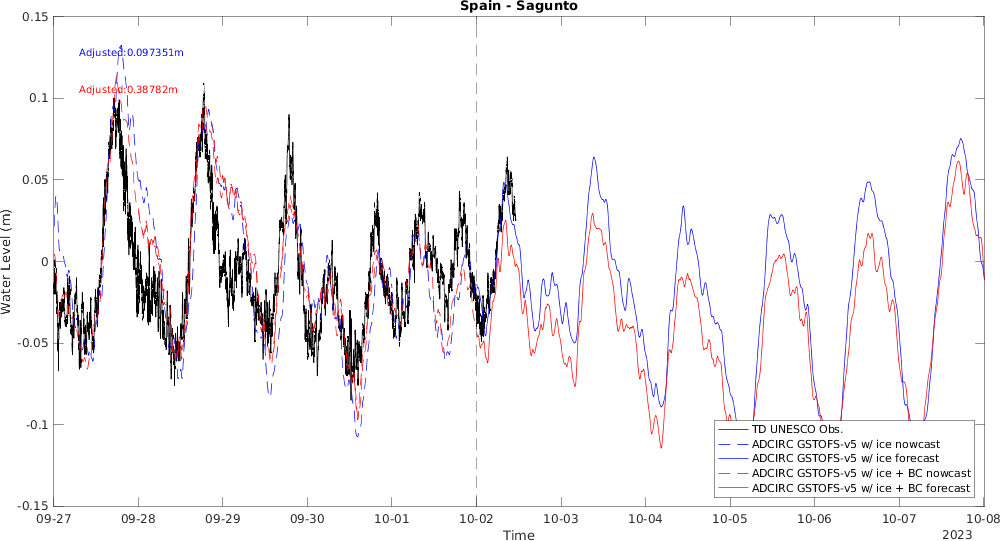 Spain - Sagunto
0.15
0.1
0.05
0
-0.05
-0.1
-0.15
Water Level (m)
Adjusted:0.097351m
Adjusted:0.38782m
TD UNESCO Obs.
ADCIRC GSTOFS-v5 w/ ice nowcast
ADCIRC GSTOFS-v5 w/ ice forecast
ADCIRC GSTOFS-v5 w/ ice + BC nowcast
ADCIRC GSTOFS-v5 w/ ice + BC forecast
09-27 09-28 09-29 09-30 10-01 10-02 10-03 10-04 10-05 10-06 10-07 10-08
Time
2023